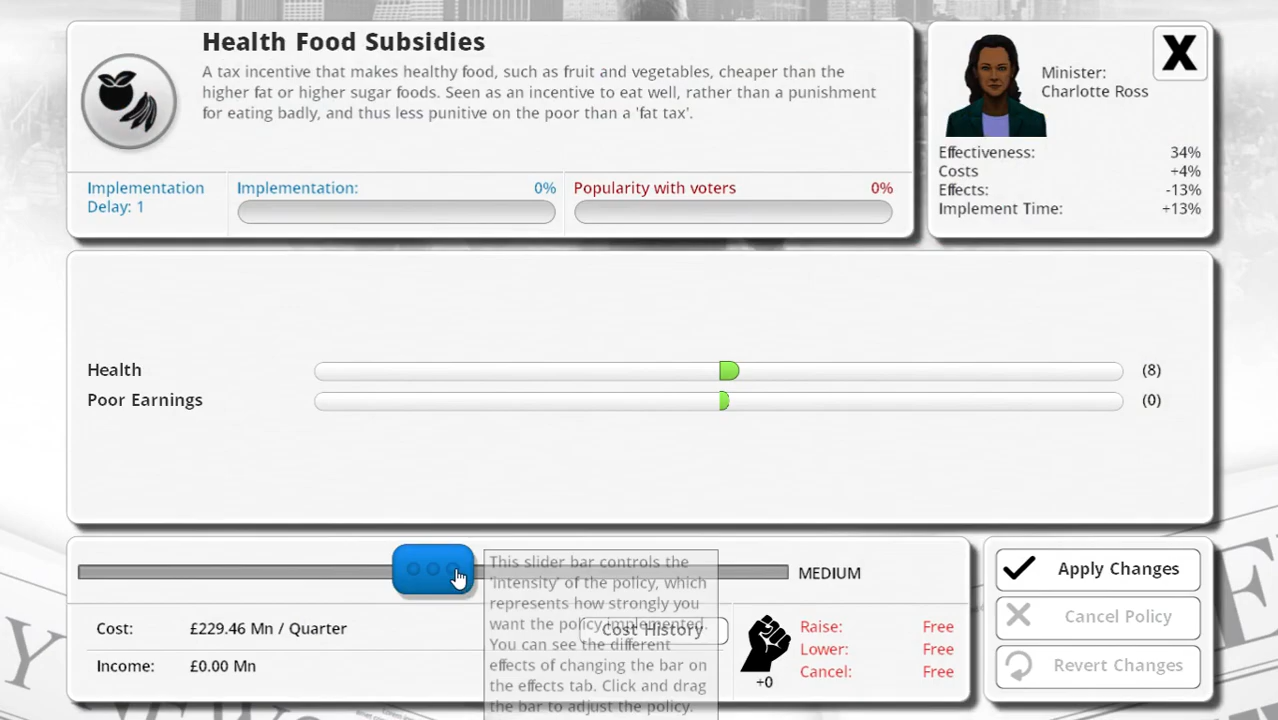 Health Food Subsidies
A tax incentive that makes healthy food, such as fruit and vegetables, cheaper than the
higher fat or higher sugar foods. Seen as an incentive to eat well, rather than a punishment
for eating badly, and thus less punitive on the poor than a 'fat tax'.
Implementation
Delay: 1
Implementation: 0%
Popularity with voters 0%
X
Minister:
Charlotte Ross
Effectiveness: 34%
Costs +4%
Effects: -13%
Implement Time: +13%
Health (8)
Poor Earnings (0)
MEDIUM
This slider bar controls the
'intensity' of the policy, which
represents how strongly you
want the policy implemented.
You can see the different
effects of changing the bar on
the effects tab. Click and drag
the bar to adjust the policy.
Cost: £229.46 Mn / Quarter
Income: £0.00 Mn
Cost History
+0
Raise: Free
Lower: Free
Cancel: Free
Apply Changes
Cancel Policy
Revert Changes